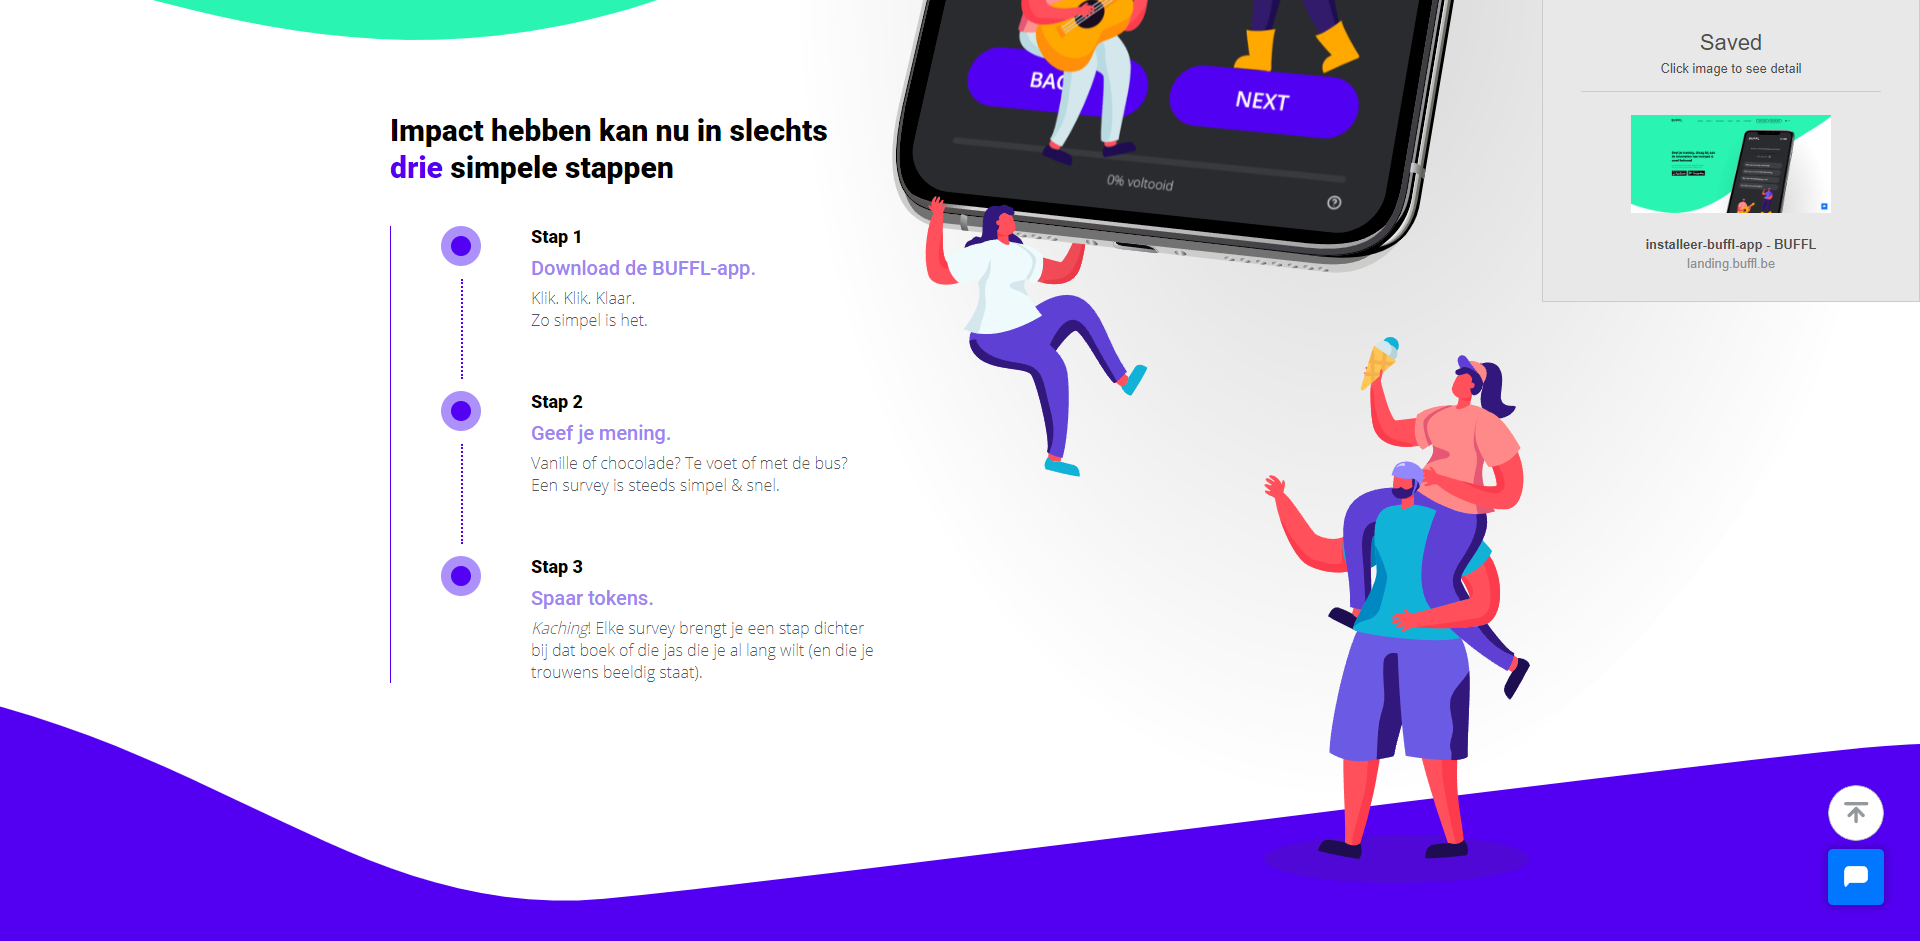 Impact hebben kan nu in slechts
drie simpele stappen
Stap 1
Download de BUFFL-app.
Klik. Klik. Klaar.
Zo simpel is het.
Stap 2
Geef je mening.
Vanille of chocolade? Te voet of met de bus?
Een survey is steeds simpel & snel.
Stap 3
Spaar tokens.
Kaching! Elke survey brengt je een stap dichter
bij dat boek of die jas die je al lang wilt (en die je
trouwens beeldig staat).
NEXT
0% voltooid
Saved
Click image to see detail
installeer-buffl-app - BUFFL
landing.buffl.be